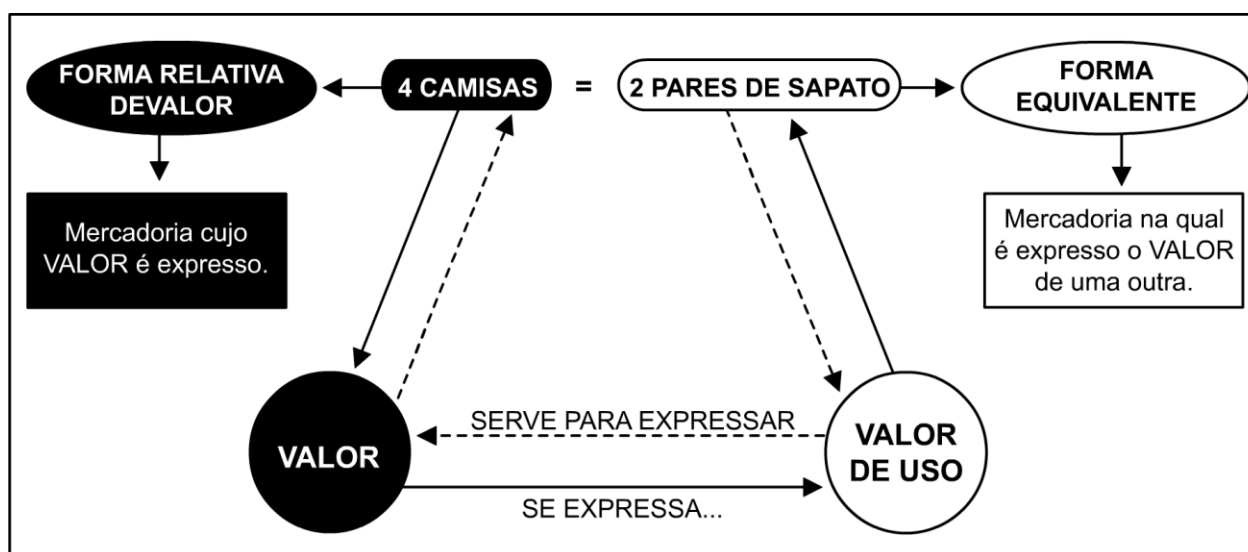 FORMA RELATIVA
DEVALOR
4 CAMISAS
=
2 PARES DE SAPATO
FORMA
EQUIVALENTE
Mercadoria cujo
VALOR é expresso.
Mercadoria na qual
é expresso o VALOR
de uma outra.
SERVE PARA EXPRESSAR
VALOR
VALOR
DE USO
SE EXPRESSA...